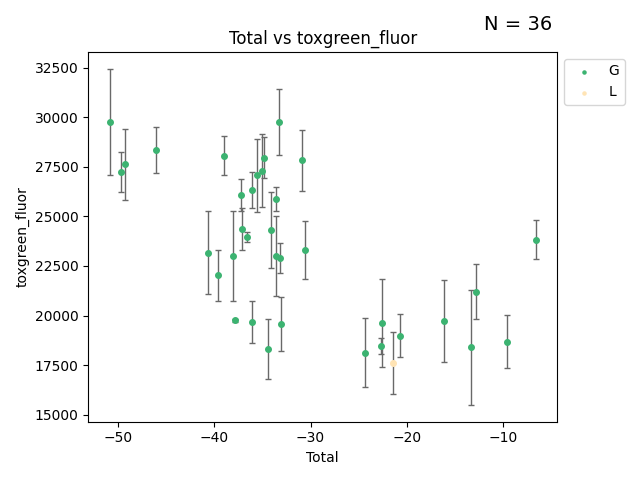 N = 36
Total vs toxgreen_fluor
G
L
32500
30000
27500
25000
22500
20000
17500
15000
toxgreen_fluor
−50
−40
−30
−20
−10
Total